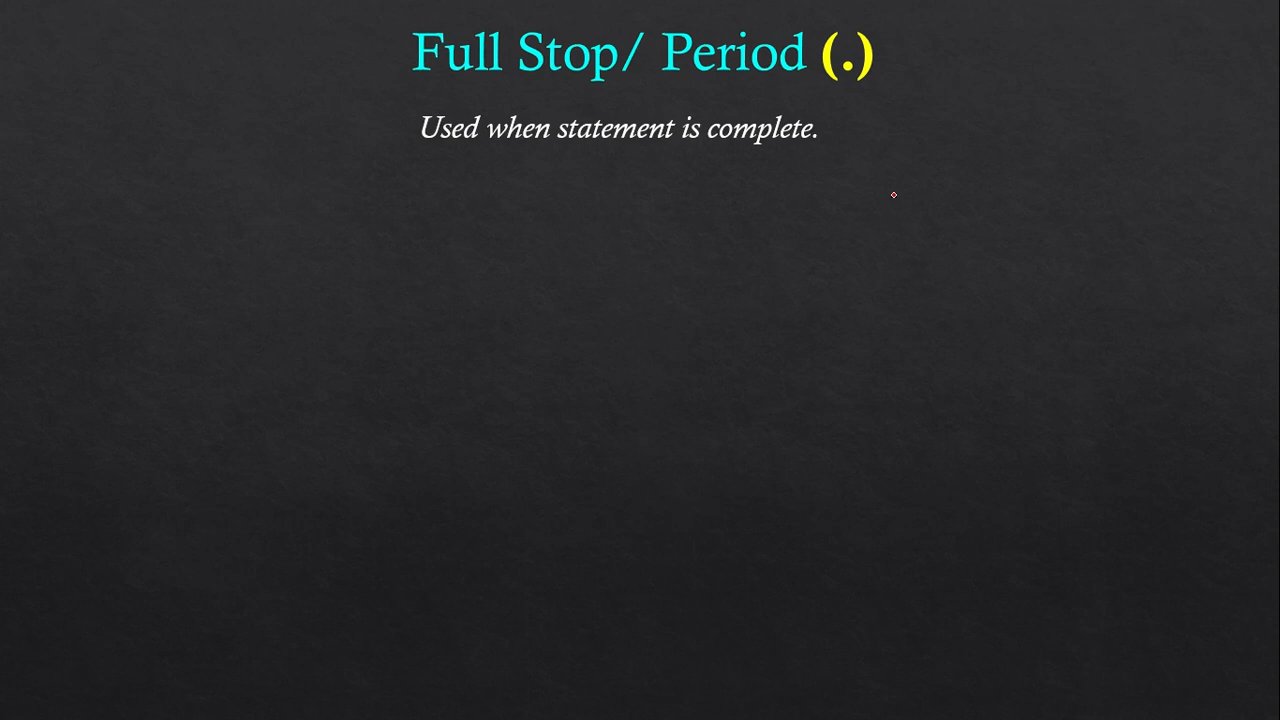 Full Stop/ Period (.)
Used when statement is complete.